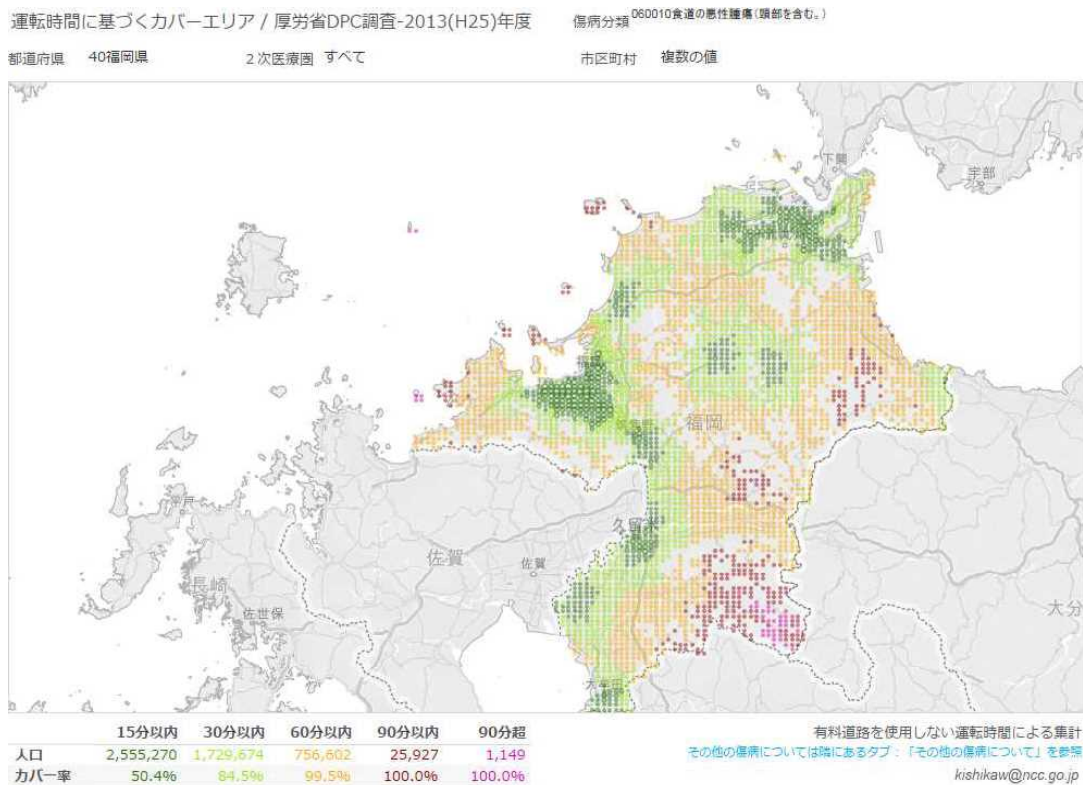 運転時間に基づくカバーエリア / 厚労省DPC調査-2013(H25)年度
傷病分類 060010食道の悪性腫瘍(頸部を含む。)
都道府県 40福岡県 2次医療圏 すべて 市区町村 複数の値
下関
宇部
福岡
福岡
久留米
佐賀
佐賀
平戸
長崎
佐世保
大分
大牟田
15分以内 30分以内 60分以内 90分以内 90分超
人口 2,555,270 1,729,674 756,602 25,927 1,149
カバー率 50.4% 84.5% 99.5% 100.0% 100.0%
有料道路を使用しない運転時間による集計
その他の傷病については隣にあるタブ：「その他の傷病について」を参照
kishikaw@ncc.go.jp